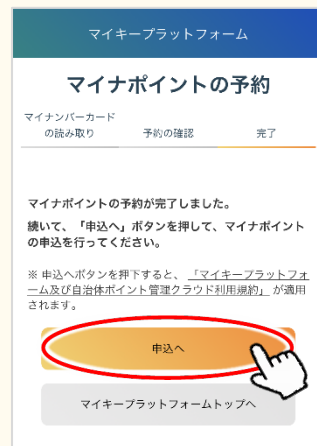 マイキープラットフォーム
マイナポイントの予約
マイナンバーカード
の読み取り
予約の確認
完了
マイナポイントの予約が完了しました。
続いて、「申込へ」ボタンを押して、マイナポイント
の申込を行ってください。
※ 申込へボタンを押下すると、「マイキープラットフォ
ーム及び自治体ポイント管理クラウド利用規約」が適用
されます。
申込へ
マイキープラットフォームトップへ